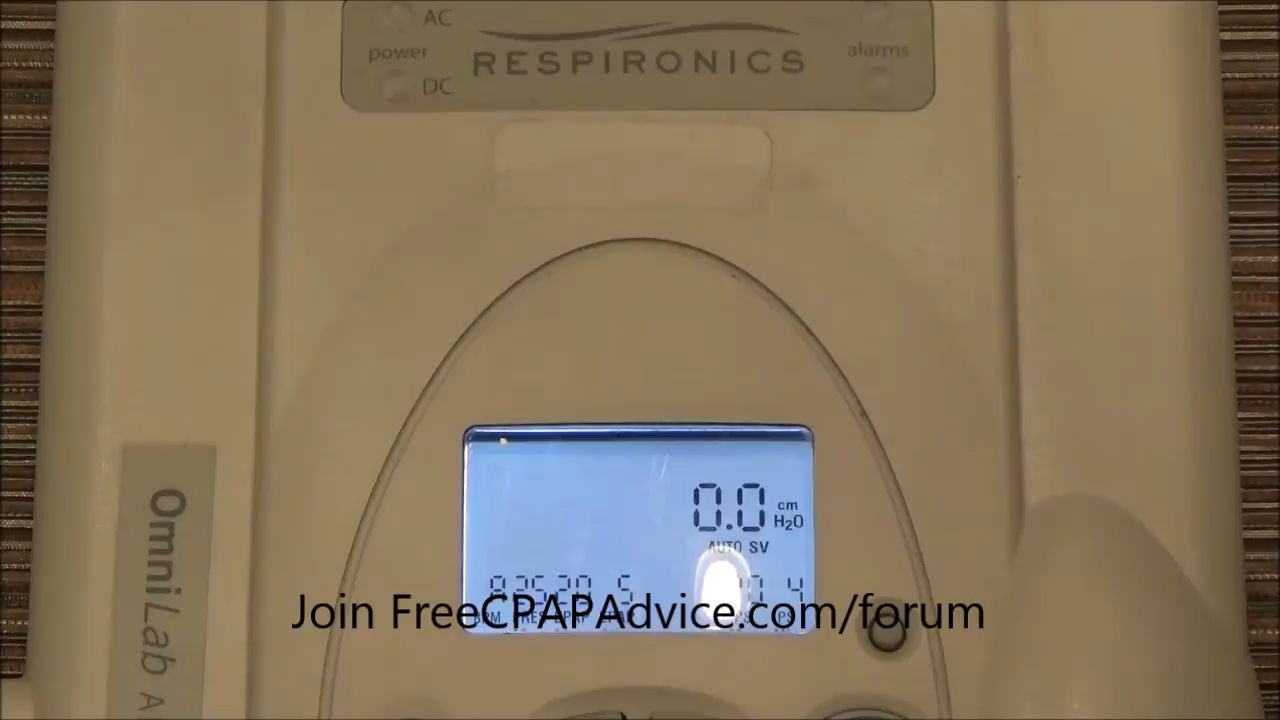 AC
power
DC
RESPIRONICS
alarms
0.0 cm H₂O
AUTO SV
Join FreeCPAPAdvice.com/forum
OmniLab